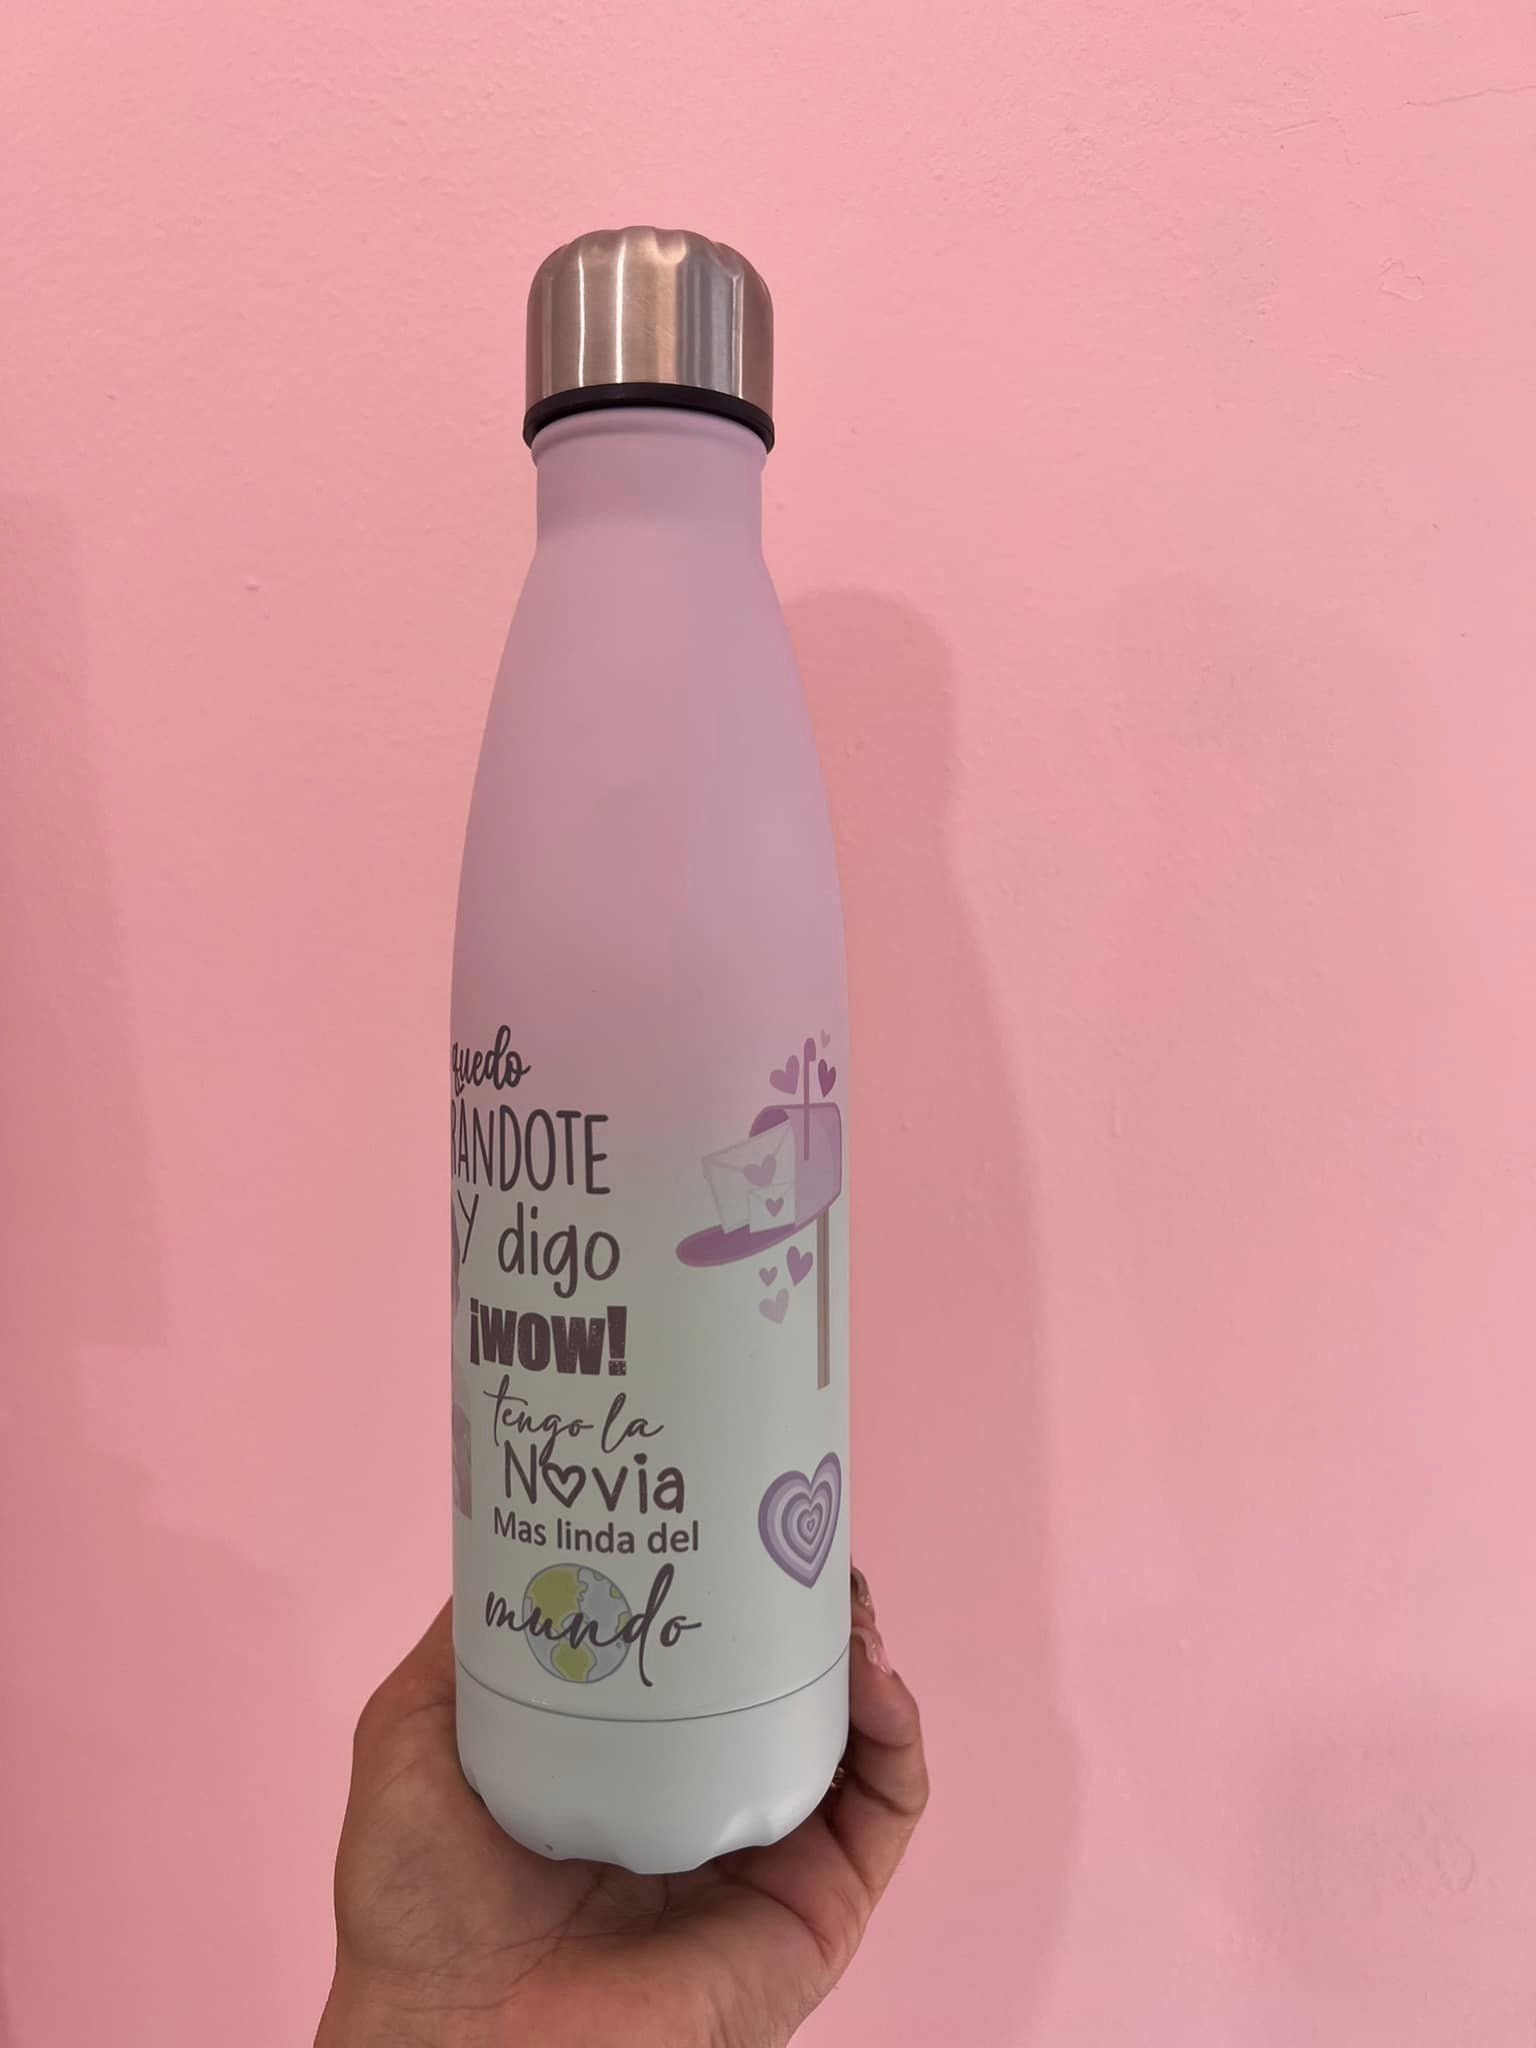 quedo
RANDOTE
Y digo
¡WOW!
tengo la
Novia
Mas linda del
mundo